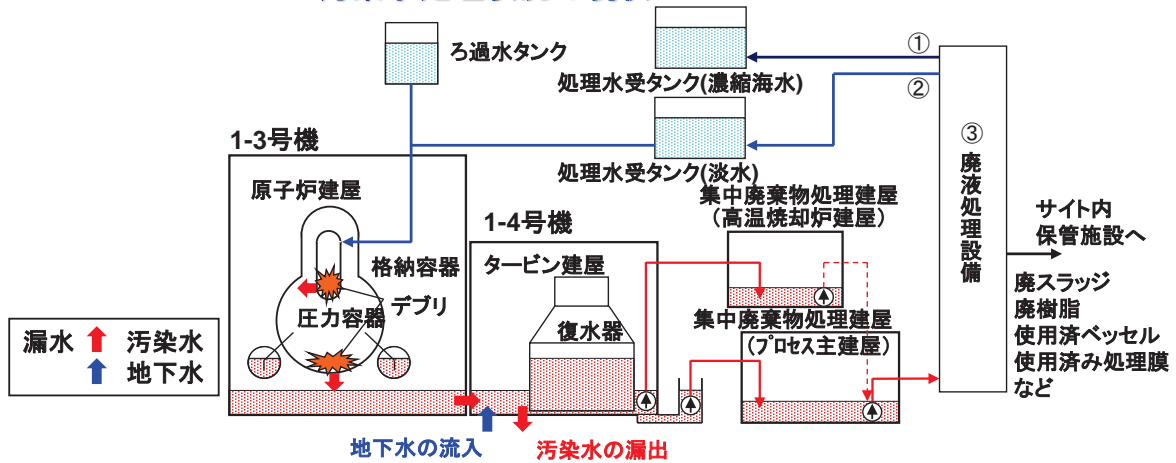 ろ過水タンク
処理水受タンク(濃縮海水)
①
②
処理水受タンク(淡水)
③
廃液処理設備
1-3号機
原子炉建屋
格納容器
デブリ
圧力容器
1-4号機
タービン建屋
復水器
集中廃棄物処理建屋
（高温焼却炉建屋）
集中廃棄物処理建屋
(プロセス主建屋)
サイト内
保管施設へ
廃スラッジ
廃樹脂
使用済ベッセル
使用済み処理膜
など
漏水
汚染水
地下水
地下水の流入
汚染水の漏出